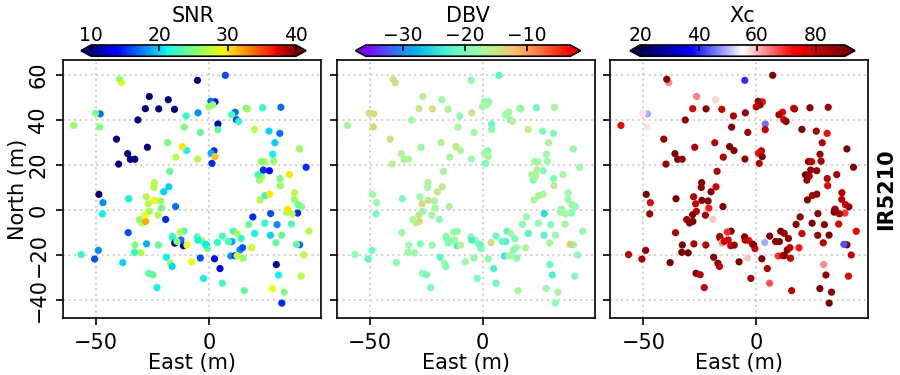 SNR
10 20 30 40
DBV
−30 −20 −10
Xc
20 40 60 80
North (m)
60
40
20
0
−20
−40
−50 0
East (m)
−50 0
East (m)
−50 0
East (m)
IR5210